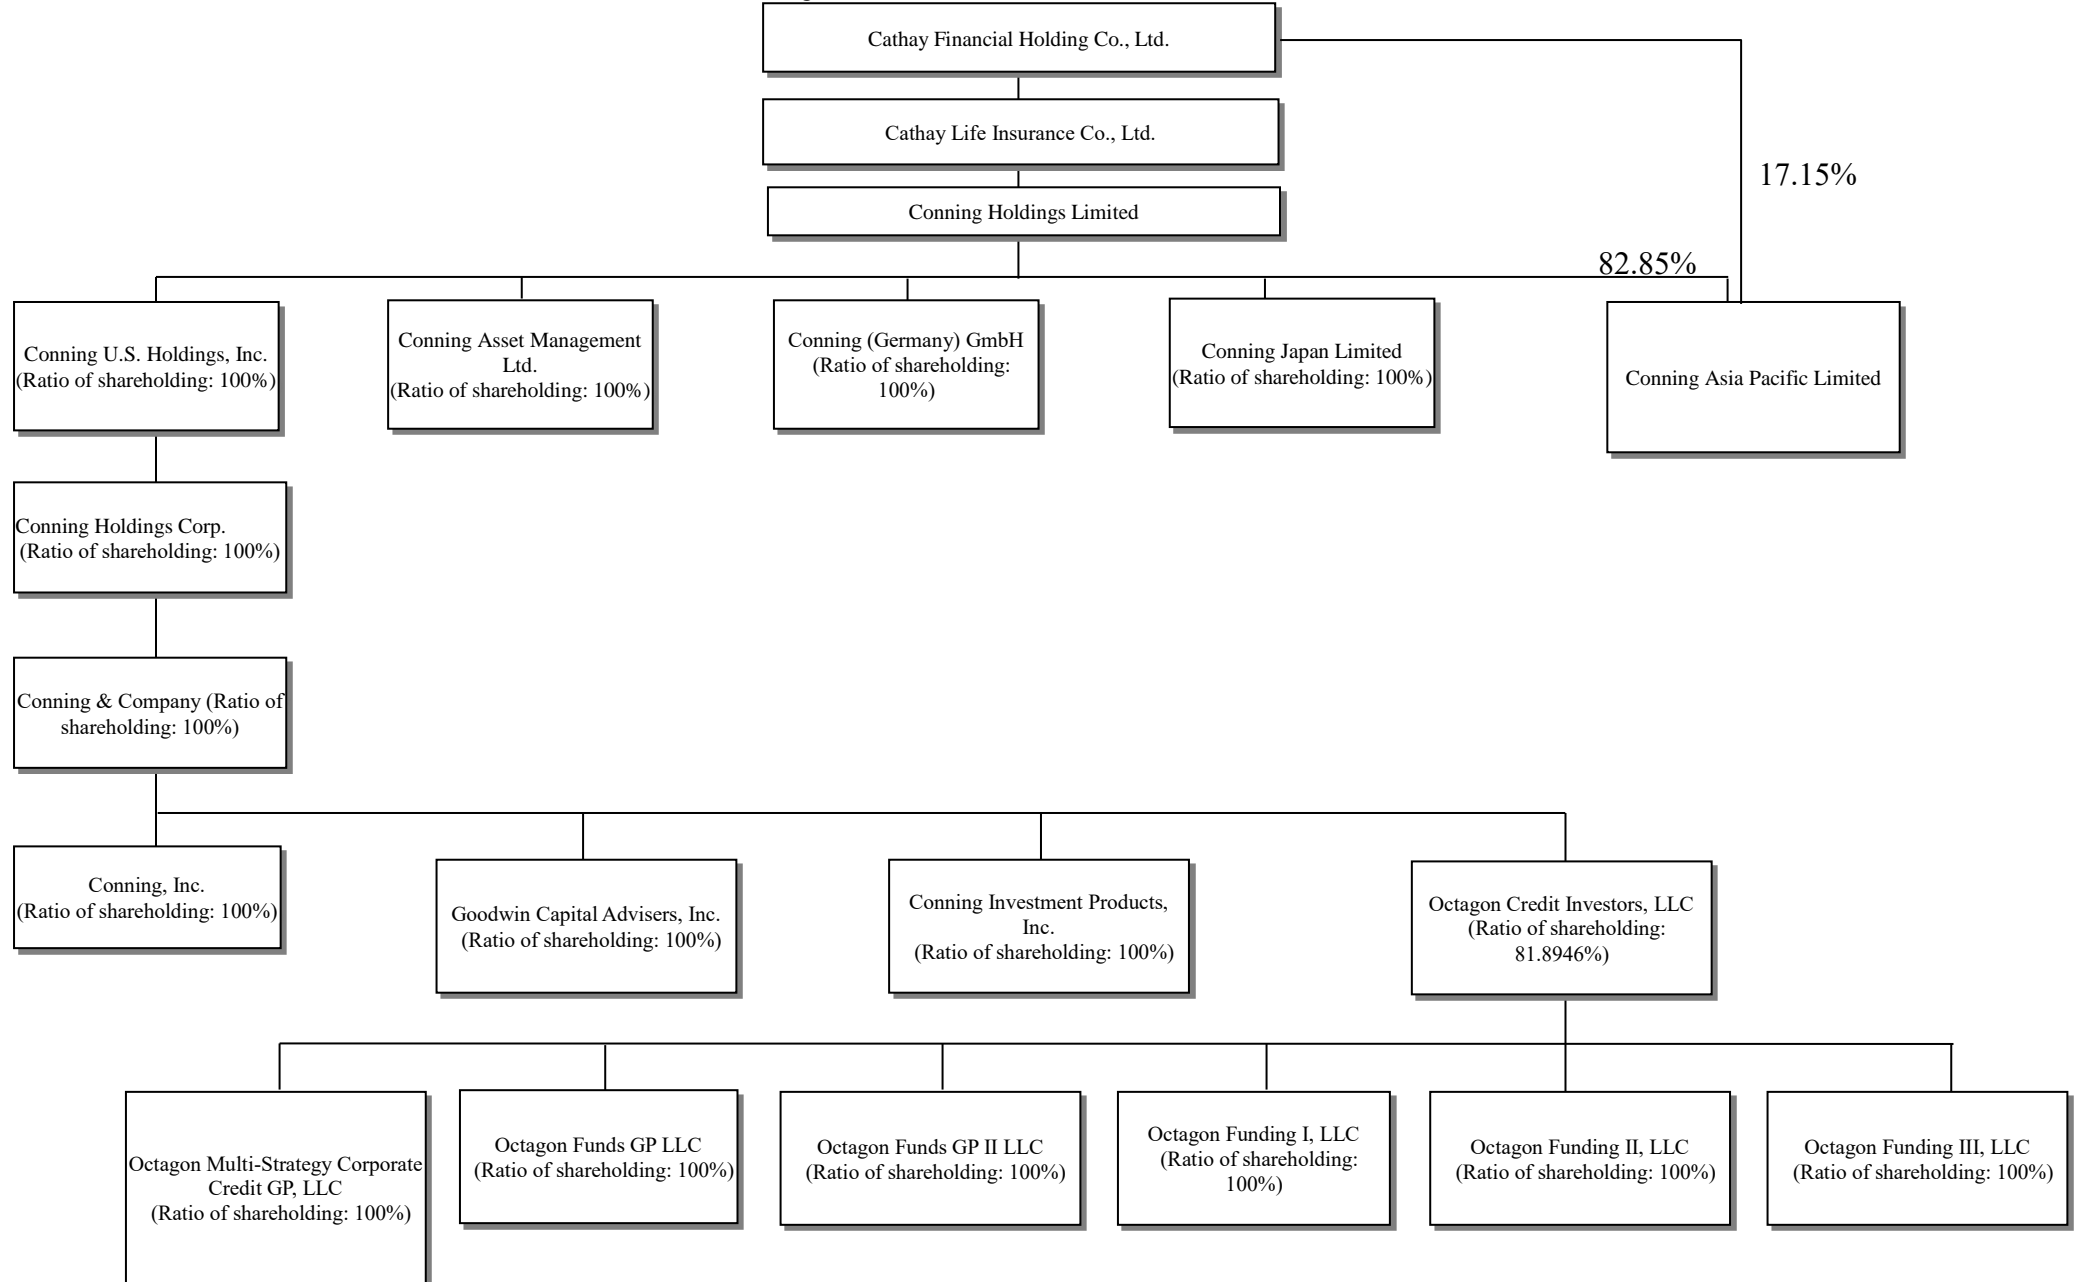 Cathay Financial Holding Co., Ltd.
Cathay Life Insurance Co., Ltd.
17.15%
Conning Holdings Limited
82.85%
Conning U.S. Holdings, Inc.
(Ratio of shareholding: 100%)
Conning Asset Management
Ltd.
(Ratio of shareholding: 100%)
Conning (Germany) GmbH
(Ratio of shareholding:
100%)
Conning Japan Limited
(Ratio of shareholding: 100%)
Conning Asia Pacific Limited
Conning Holdings Corp.
(Ratio of shareholding: 100%)
Conning & Company (Ratio of
shareholding: 100%)
Conning, Inc.
(Ratio of shareholding: 100%)
Goodwin Capital Advisers, Inc.
(Ratio of shareholding: 100%)
Conning Investment Products,
Inc.
(Ratio of shareholding: 100%)
Octagon Credit Investors, LLC
(Ratio of shareholding:
81.8946%)
Octagon Multi-Strategy Corporate
Credit GP, LLC
(Ratio of shareholding: 100%)
Octagon Funds GP LLC
(Ratio of shareholding: 100%)
Octagon Funds GP II LLC
(Ratio of shareholding: 100%)
Octagon Funding I, LLC
(Ratio of shareholding:
100%)
Octagon Funding II, LLC
(Ratio of shareholding: 100%)
Octagon Funding III, LLC
(Ratio of shareholding: 100%)